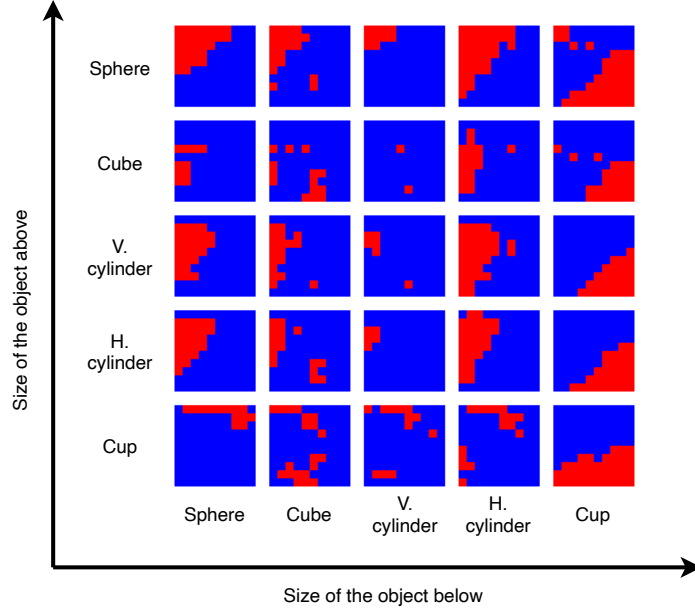 Size of the object above
Sphere
Cube
V.
cylinder
H.
cylinder
Cup
Sphere
Cube
V.
cylinder
H.
cylinder
Cup
Size of the object below